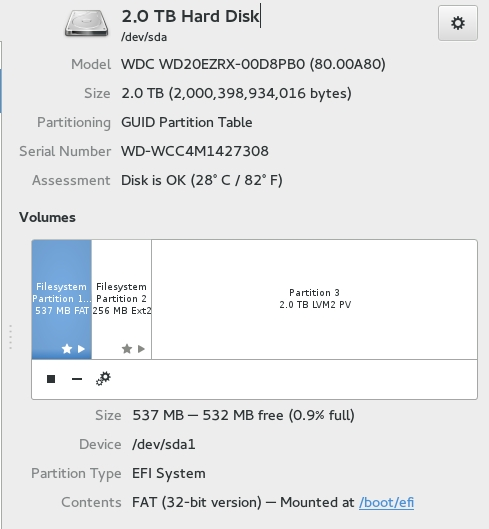 2.0 TB Hard Disk
/dev/sda
Model WDC WD20EZRX-00D8PB0 (80.00A80)
Size 2.0 TB (2,000,398,934,016 bytes)
Partitioning GUID Partition Table
Serial Number WD-WCC4M1427308
Assessment Disk is OK (28° C / 82° F)
Volumes
Filesystem
Partition 1...
537 MB FAT
Filesystem
Partition 2
256 MB Ext2
Partition 3
2.0 TB LVM2 PV
Size 537 MB — 532 MB free (0.9% full)
Device /dev/sda1
Partition Type EFI System
Contents FAT (32-bit version) — Mounted at /boot/efi